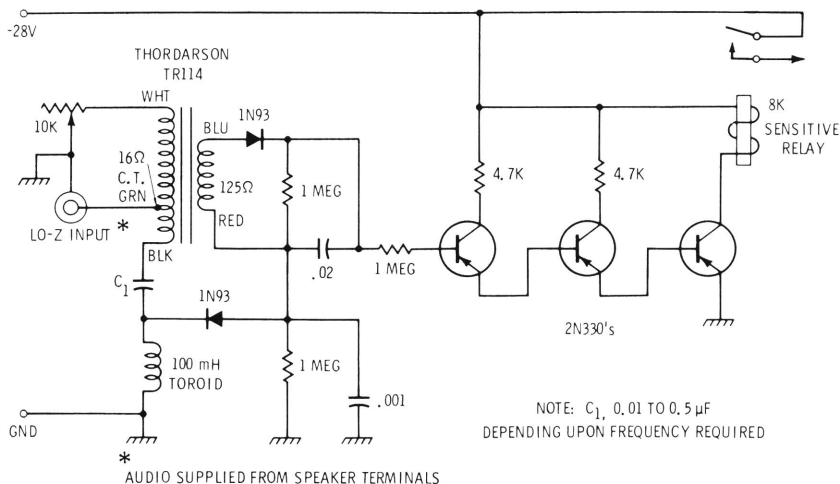 -28V
THORDARSON
TR114
WHT
10K
16Ω
C.T.
GRN
LO-Z INPUT
*
BLK
C1
BLU
1N93
125Ω
RED
1 MEG
.02
1 MEG
4.7K
4.7K
8K
SENSITIVE
RELAY
2N330's
1N93
100 mH
TOROID
1 MEG
.001
GND
*
AUDIO SUPPLIED FROM SPEAKER TERMINALS
NOTE: C1, 0.01 TO 0.5 µF
DEPENDING UPON FREQUENCY REQUIRED